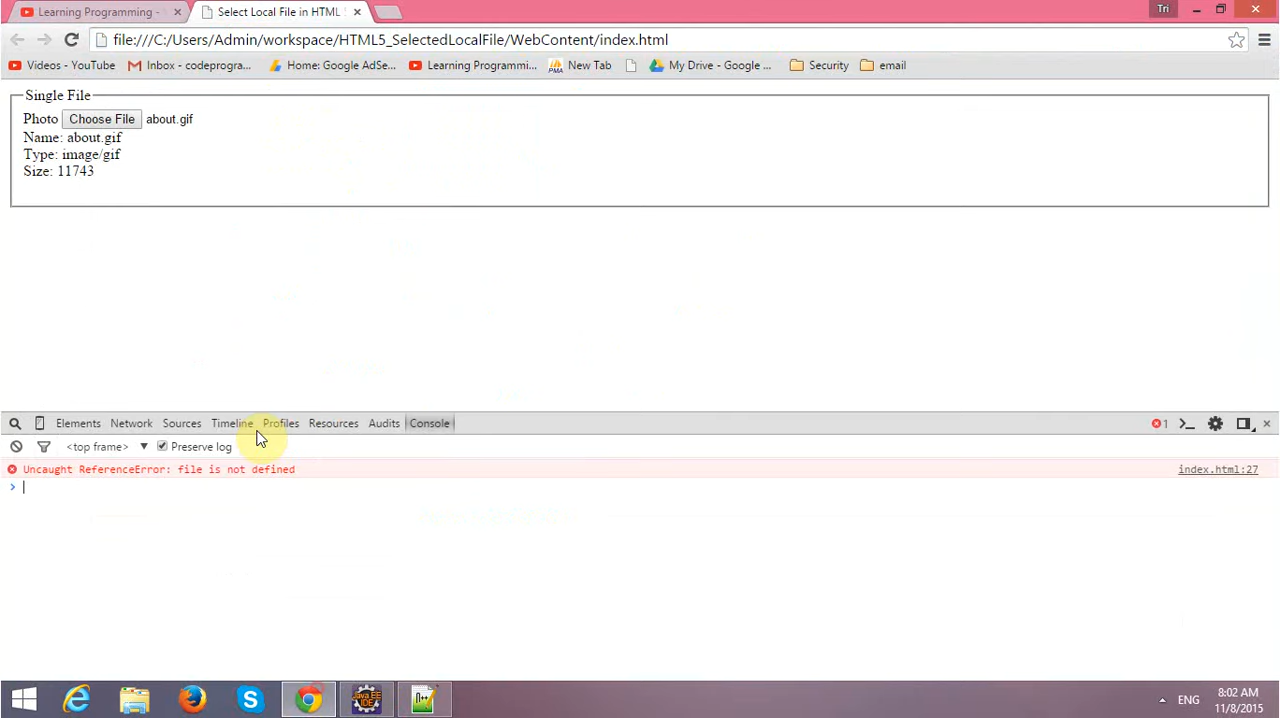 Learning Programming -
Select Local File in HTML 5
Tri
file:///C:/Users/Admin/workspace/HTML5_SelectedLocalFile/WebContent/index.html
Videos - YouTube
Inbox - codeprogra...
Home: Google AdSe...
Learning Programmi...
New Tab
My Drive - Google ...
Security
email
Single File
Photo Choose File about.gif
Name: about.gif
Type: image/gif
Size: 11743
Elements Network Sources Timeline Profiles Resources Audits Console
1
<top frame> ▼ Preserve log
Uncaught ReferenceError: file is not defined
index.html:27
>
Java EE
IDE
ENG
8:02 AM
11/8/2015